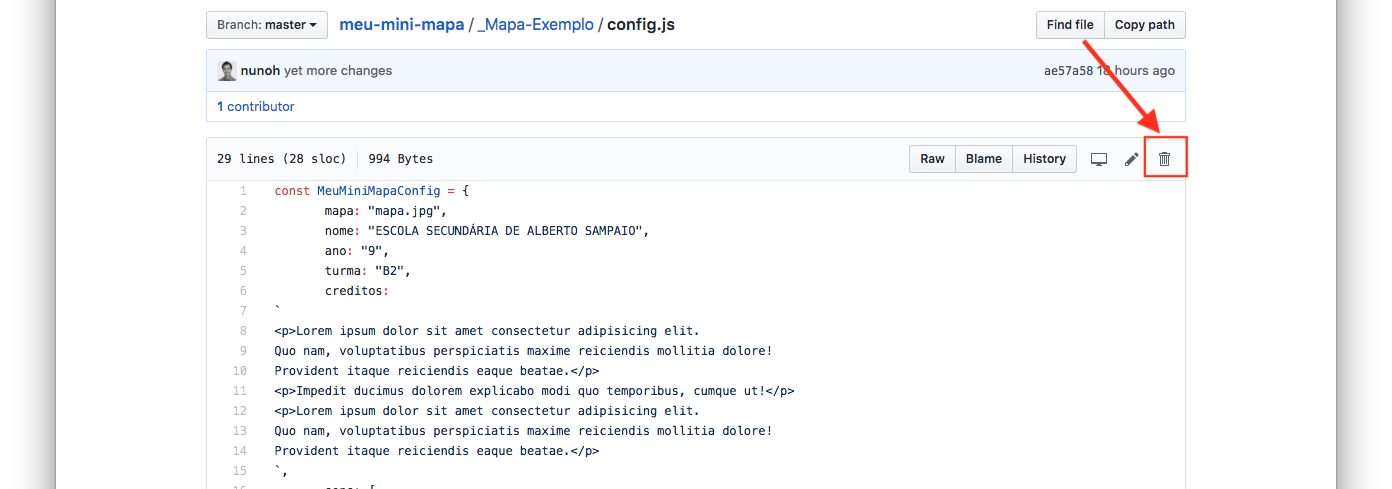 Branch: master meu-mini-mapa / _Mapa-Exemplo / config.js Find file Copy path
nunoh yet more changes ae57a58 18 hours ago
1 contributor
29 lines (28 sloc) 994 Bytes Raw Blame History
1 const MeuMiniMapaConfig = {
2 mapa: "mapa.jpg",
3 nome: "ESCOLA SECUNDÁRIA DE ALBERTO SAMPAIO",
4 ano: "9",
5 turma: "B2",
6 creditos:
7 `
8 <p>Lorem ipsum dolor sit amet consectetur adipisicing elit.
9 Quo nam, voluptatibus perspiciatis maxime reiciendis mollitia dolore!
10 Provident itaque reiciendis eaque beatae.</p>
11 <p>Impedit ducimus dolorem explicabo modi quo temporibus, cumque ut!</p>
12 <p>Lorem ipsum dolor sit amet consectetur adipisicing elit.
13 Quo nam, voluptatibus perspiciatis maxime reiciendis mollitia dolore!
14 Provident itaque reiciendis eaque beatae.</p>
15 `,